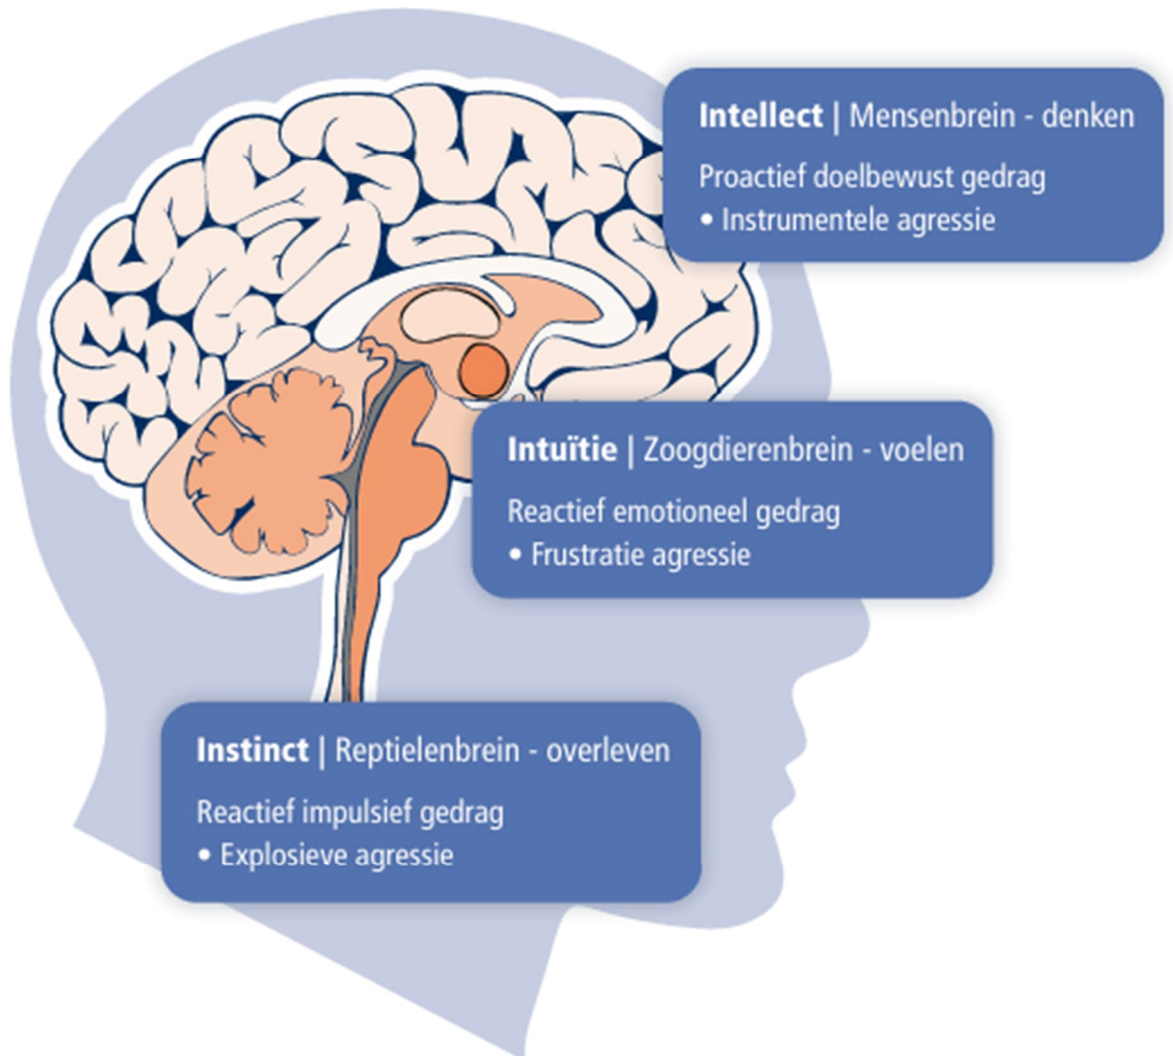 Intellect | Mensenbrein - denken
Proactief doelbewust gedrag
• Instrumentele agressie
Intuïtie | Zoogdierenbrein - voelen
Reactief emotioneel gedrag
• Frustratie agressie
Instinct | Reptielenbrein - overleven
Reactief impulsief gedrag
• Explosieve agressie